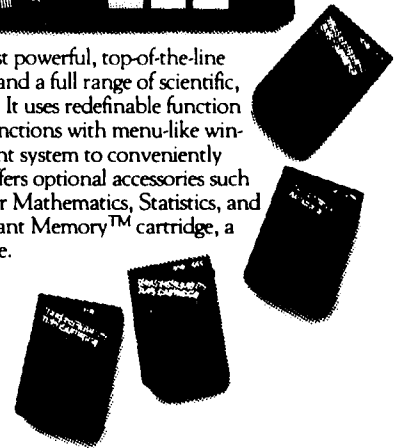 st powerful, top-of-the-line
and a full range of scientific,
. It uses redefinable function
nctions with menu-like win-
nt system to conveniently
ffers optional accessories such
r Mathematics, Statistics, and
ant Memory™ cartridge, a
e.